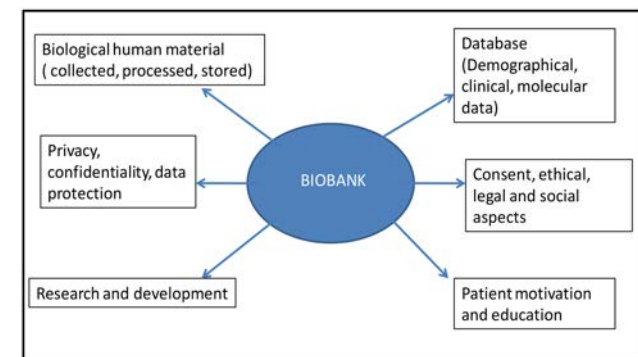 Biological human material
( collected, processed, stored)
Database
(Demographical,
clinical, molecular
data)
Privacy,
confidentiality, data
protection
BIOBANK
Consent, ethical,
legal and social
aspects
Research and development
Patient motivation
and education